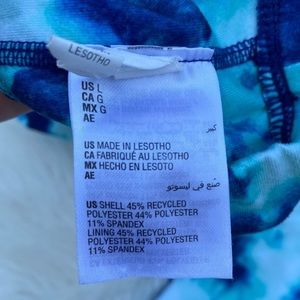 LESOTHO
US L
CA G
MX G
AE
كبير
US MADE IN LESOTHO
CA FABRIQUÉ AU LESOTHO
MX HECHO EN LESOTO
AE
صنع في ليسوتو
US SHELL 45% RECYCLED
POLYESTER 44% POLYESTER
11% SPANDEX
LINING 45% RECYCLED
POLYESTER 44% POLYESTER
11% SPANDEX